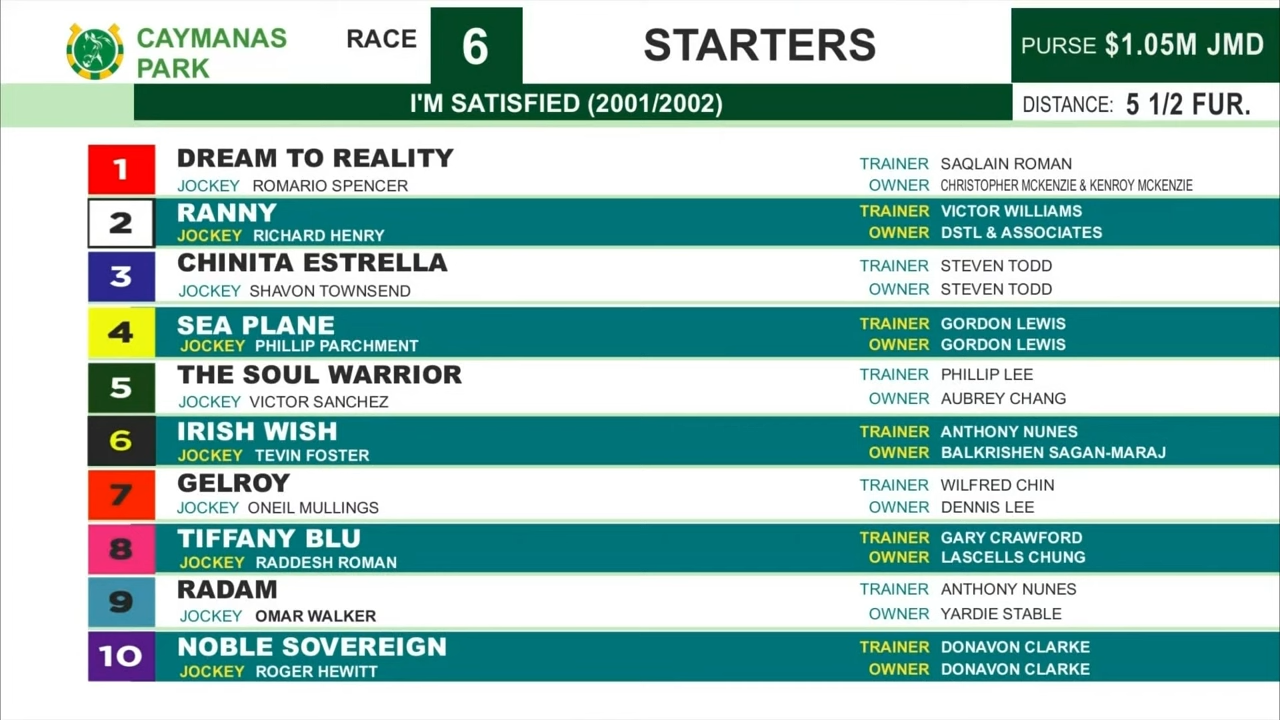 CAYMANAS PARK
RACE 6 STARTERS PURSE $1.05M JMD
I'M SATISFIED (2001/2002) DISTANCE: 5 1/2 FUR.
1 DREAM TO REALITY TRAINER SAQLAIN ROMAN
JOCKEY ROMARIO SPENCER OWNER CHRISTOPHER MCKENZIE & KENROY MCKENZIE
2 RANNY TRAINER VICTOR WILLIAMS
JOCKEY RICHARD HENRY OWNER DSTL & ASSOCIATES
3 CHINITA ESTRELLA TRAINER STEVEN TODD
JOCKEY SHAVON TOWNSEND OWNER STEVEN TODD
4 SEA PLANE TRAINER GORDON LEWIS
JOCKEY PHILLIP PARCHMENT OWNER GORDON LEWIS
5 THE SOUL WARRIOR TRAINER PHILLIP LEE
JOCKEY VICTOR SANCHEZ OWNER AUBREY CHANG
6 IRISH WISH TRAINER ANTHONY NUNES
JOCKEY TEVIN FOSTER OWNER BALKRISHEN SAGAN-MARAJ
7 GELROY TRAINER WILFRED CHIN
JOCKEY ONEIL MULLINGS OWNER DENNIS LEE
8 TIFFANY BLU TRAINER GARY CRAWFORD
JOCKEY RADDESH ROMAN OWNER LASCELLS CHUNG
9 RADAM TRAINER ANTHONY NUNES
JOCKEY OMAR WALKER OWNER YARDIE STABLE
10 NOBLE SOVEREIGN TRAINER DONAVON CLARKE
JOCKEY ROGER HEWITT OWNER DONAVON CLARKE